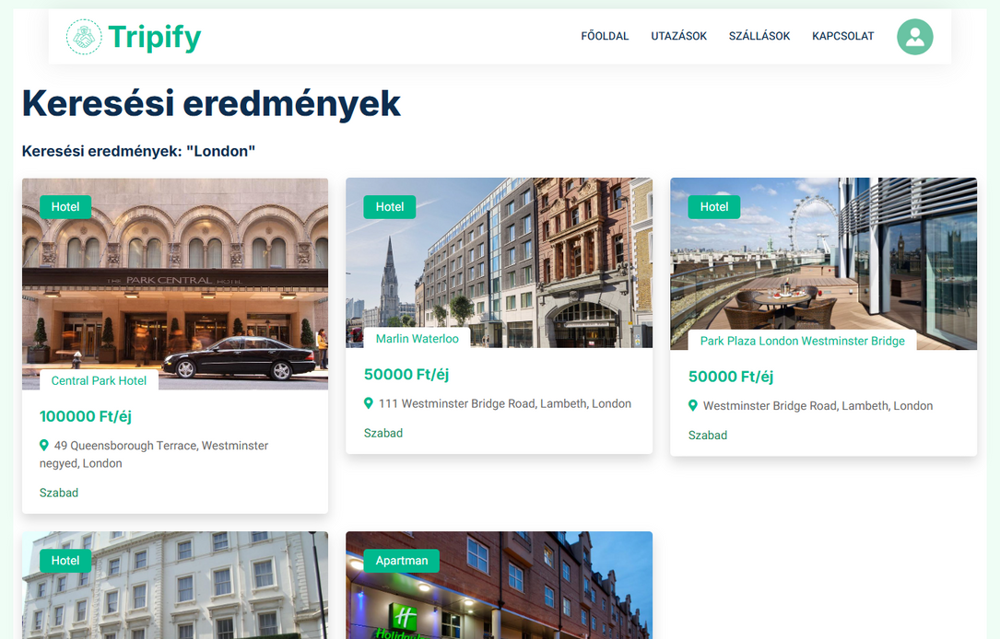 Tripify
FŐOLDAL
UTAZÁSOK
SZÁLLÁSOK
KAPCSOLAT
Keresési eredmények
Keresési eredmények: "London"
Hotel
THE PARK CENTRAL HOTEL
Central Park Hotel
100000 Ft/éj
49 Queensborough Terrace, Westminster
negyed, London
Szabad
Hotel
Marlin Waterloo
50000 Ft/éj
111 Westminster Bridge Road, Lambeth, London
Szabad
Hotel
Park Plaza London Westminster Bridge
50000 Ft/éj
Westminster Bridge Road, Lambeth, London
Szabad
Hotel
Apartman
H
Holiday Inn